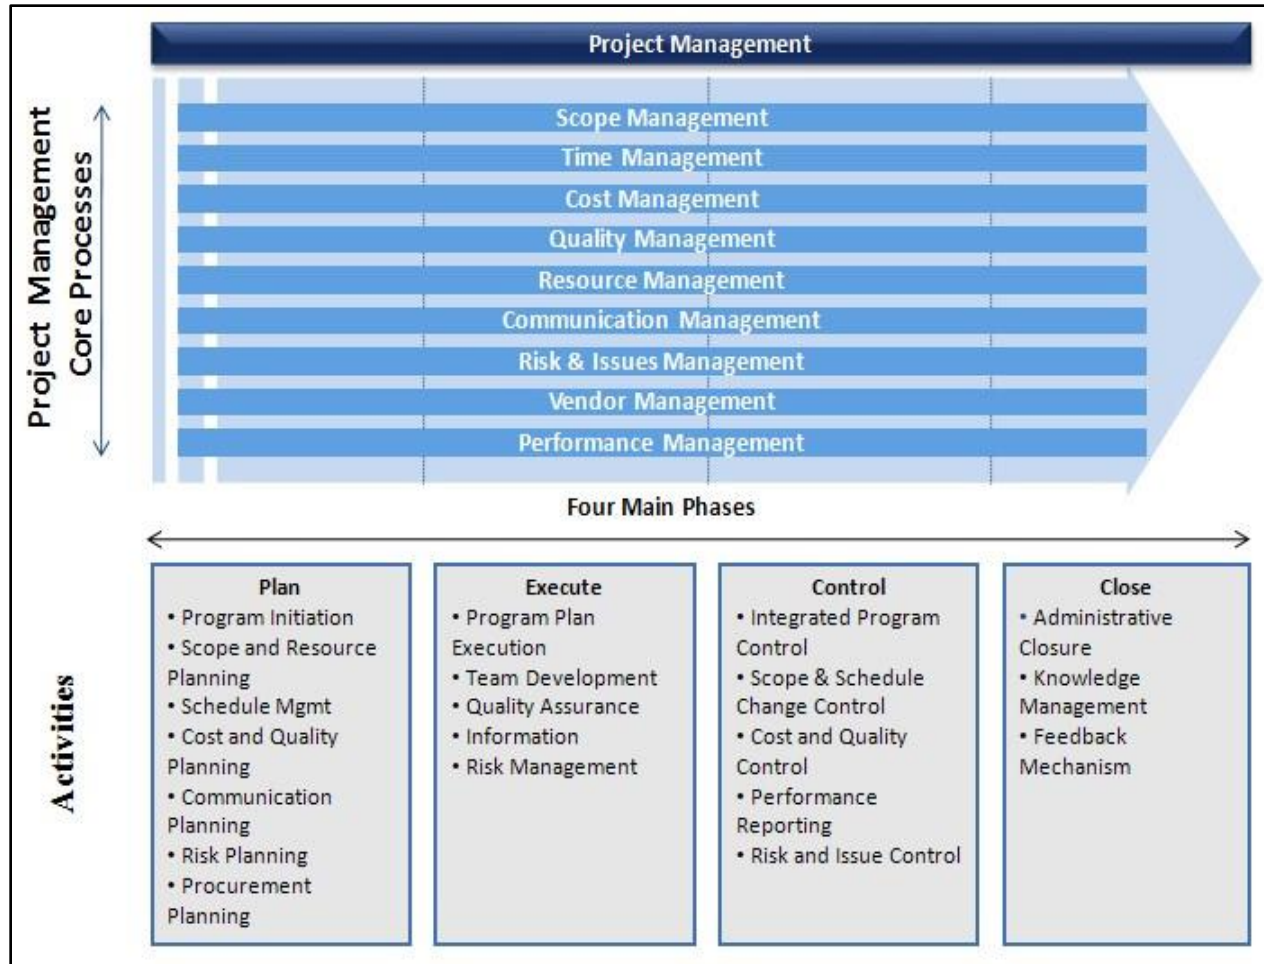 Project Management
Project Management
Core Processes
Scope Management
Time Management
Cost Management
Quality Management
Resource Management
Communication Management
Risk & Issues Management
Vendor Management
Performance Management
Four Main Phases
Activities
Plan
• Program Initiation
• Scope and Resource
Planning
• Schedule Mgmt
• Cost and Quality
Planning
• Communication
Planning
• Risk Planning
• Procurement
Planning
Execute
• Program Plan
Execution
• Team Development
• Quality Assurance
• Information
• Risk Management
Control
• Integrated Program
Control
• Scope & Schedule
Change Control
• Cost and Quality
Control
• Performance
Reporting
• Risk and Issue Control
Close
• Administrative
Closure
• Knowledge
Management
• Feedback
Mechanism